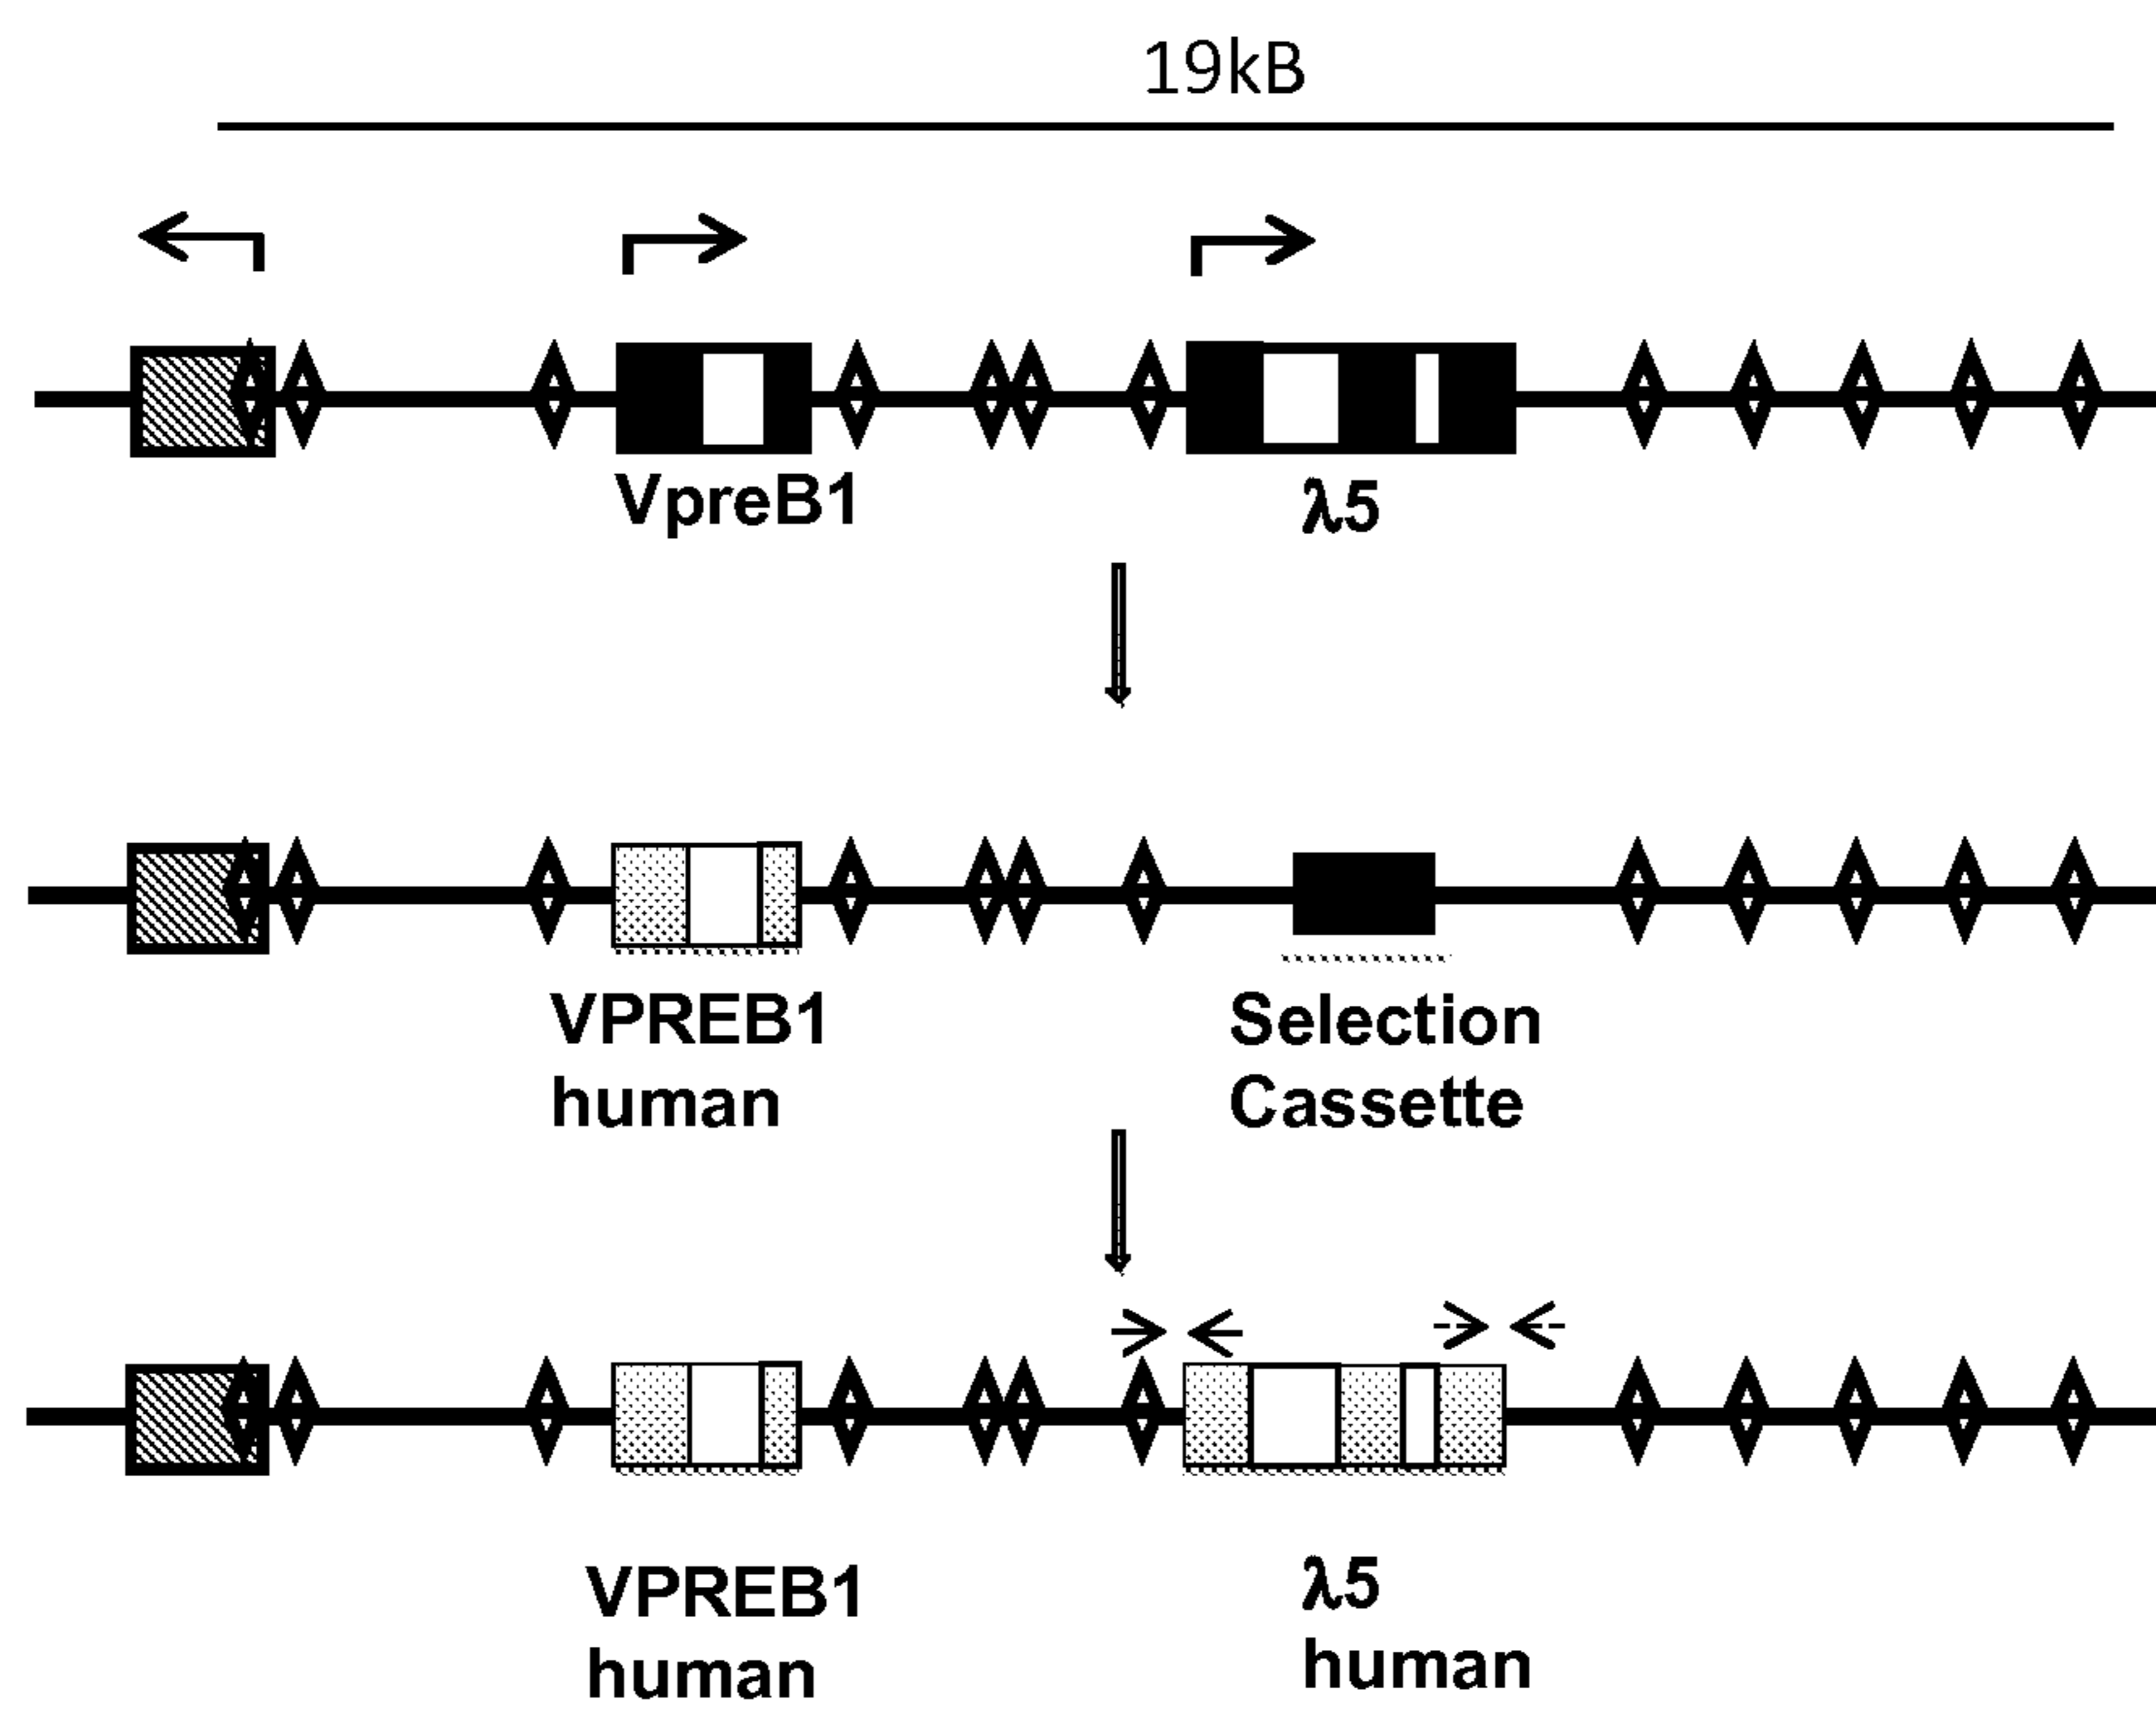 19kB
VpreB1
λ5
VPREB1
human
Selection
Cassette
VPREB1
human
λ5
human